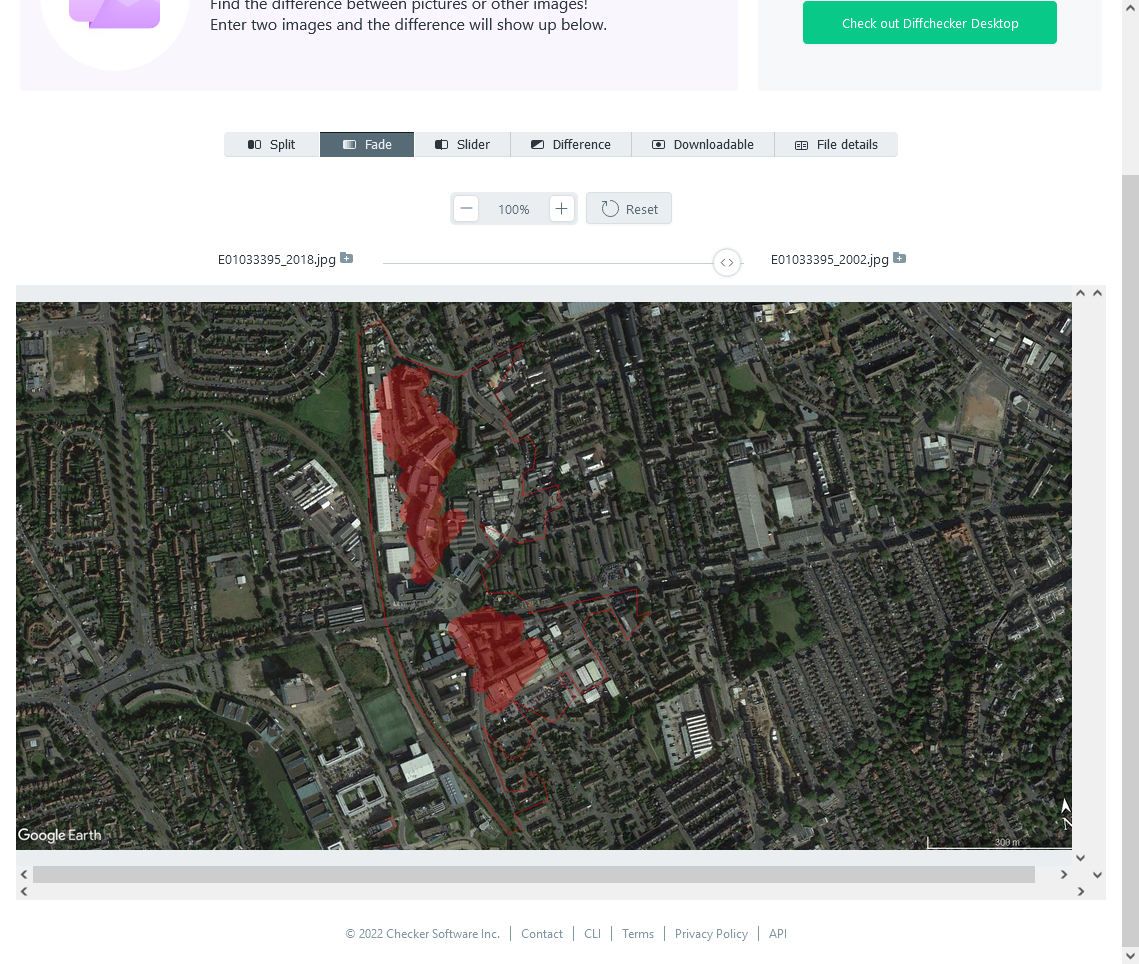 Find the difference between pictures or other images!
Enter two images and the difference will show up below.
Check out Diffchecker Desktop
Split
Fade
Slider
Difference
Downloadable
File details
100%
Reset
E01033395_2018.jpg
E01033395_2002.jpg
Google Earth
N
300 m
© 2022 Checker Software Inc.
Contact
CLI
Terms
Privacy Policy
API